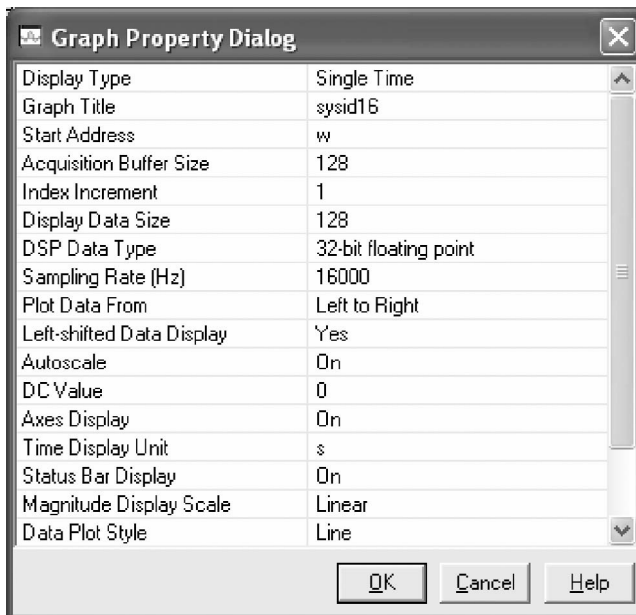 Graph Property Dialog
Display Type Single Time
Graph Title sysid16
Start Address w
Acquisition Buffer Size 128
Index Increment 1
Display Data Size 128
DSP Data Type 32-bit floating point
Sampling Rate (Hz) 16000
Plot Data From Left to Right
Left-shifted Data Display Yes
Autoscale On
DC Value 0
Axes Display On
Time Display Unit s
Status Bar Display On
Magnitude Display Scale Linear
Data Plot Style Line
OK Cancel Help